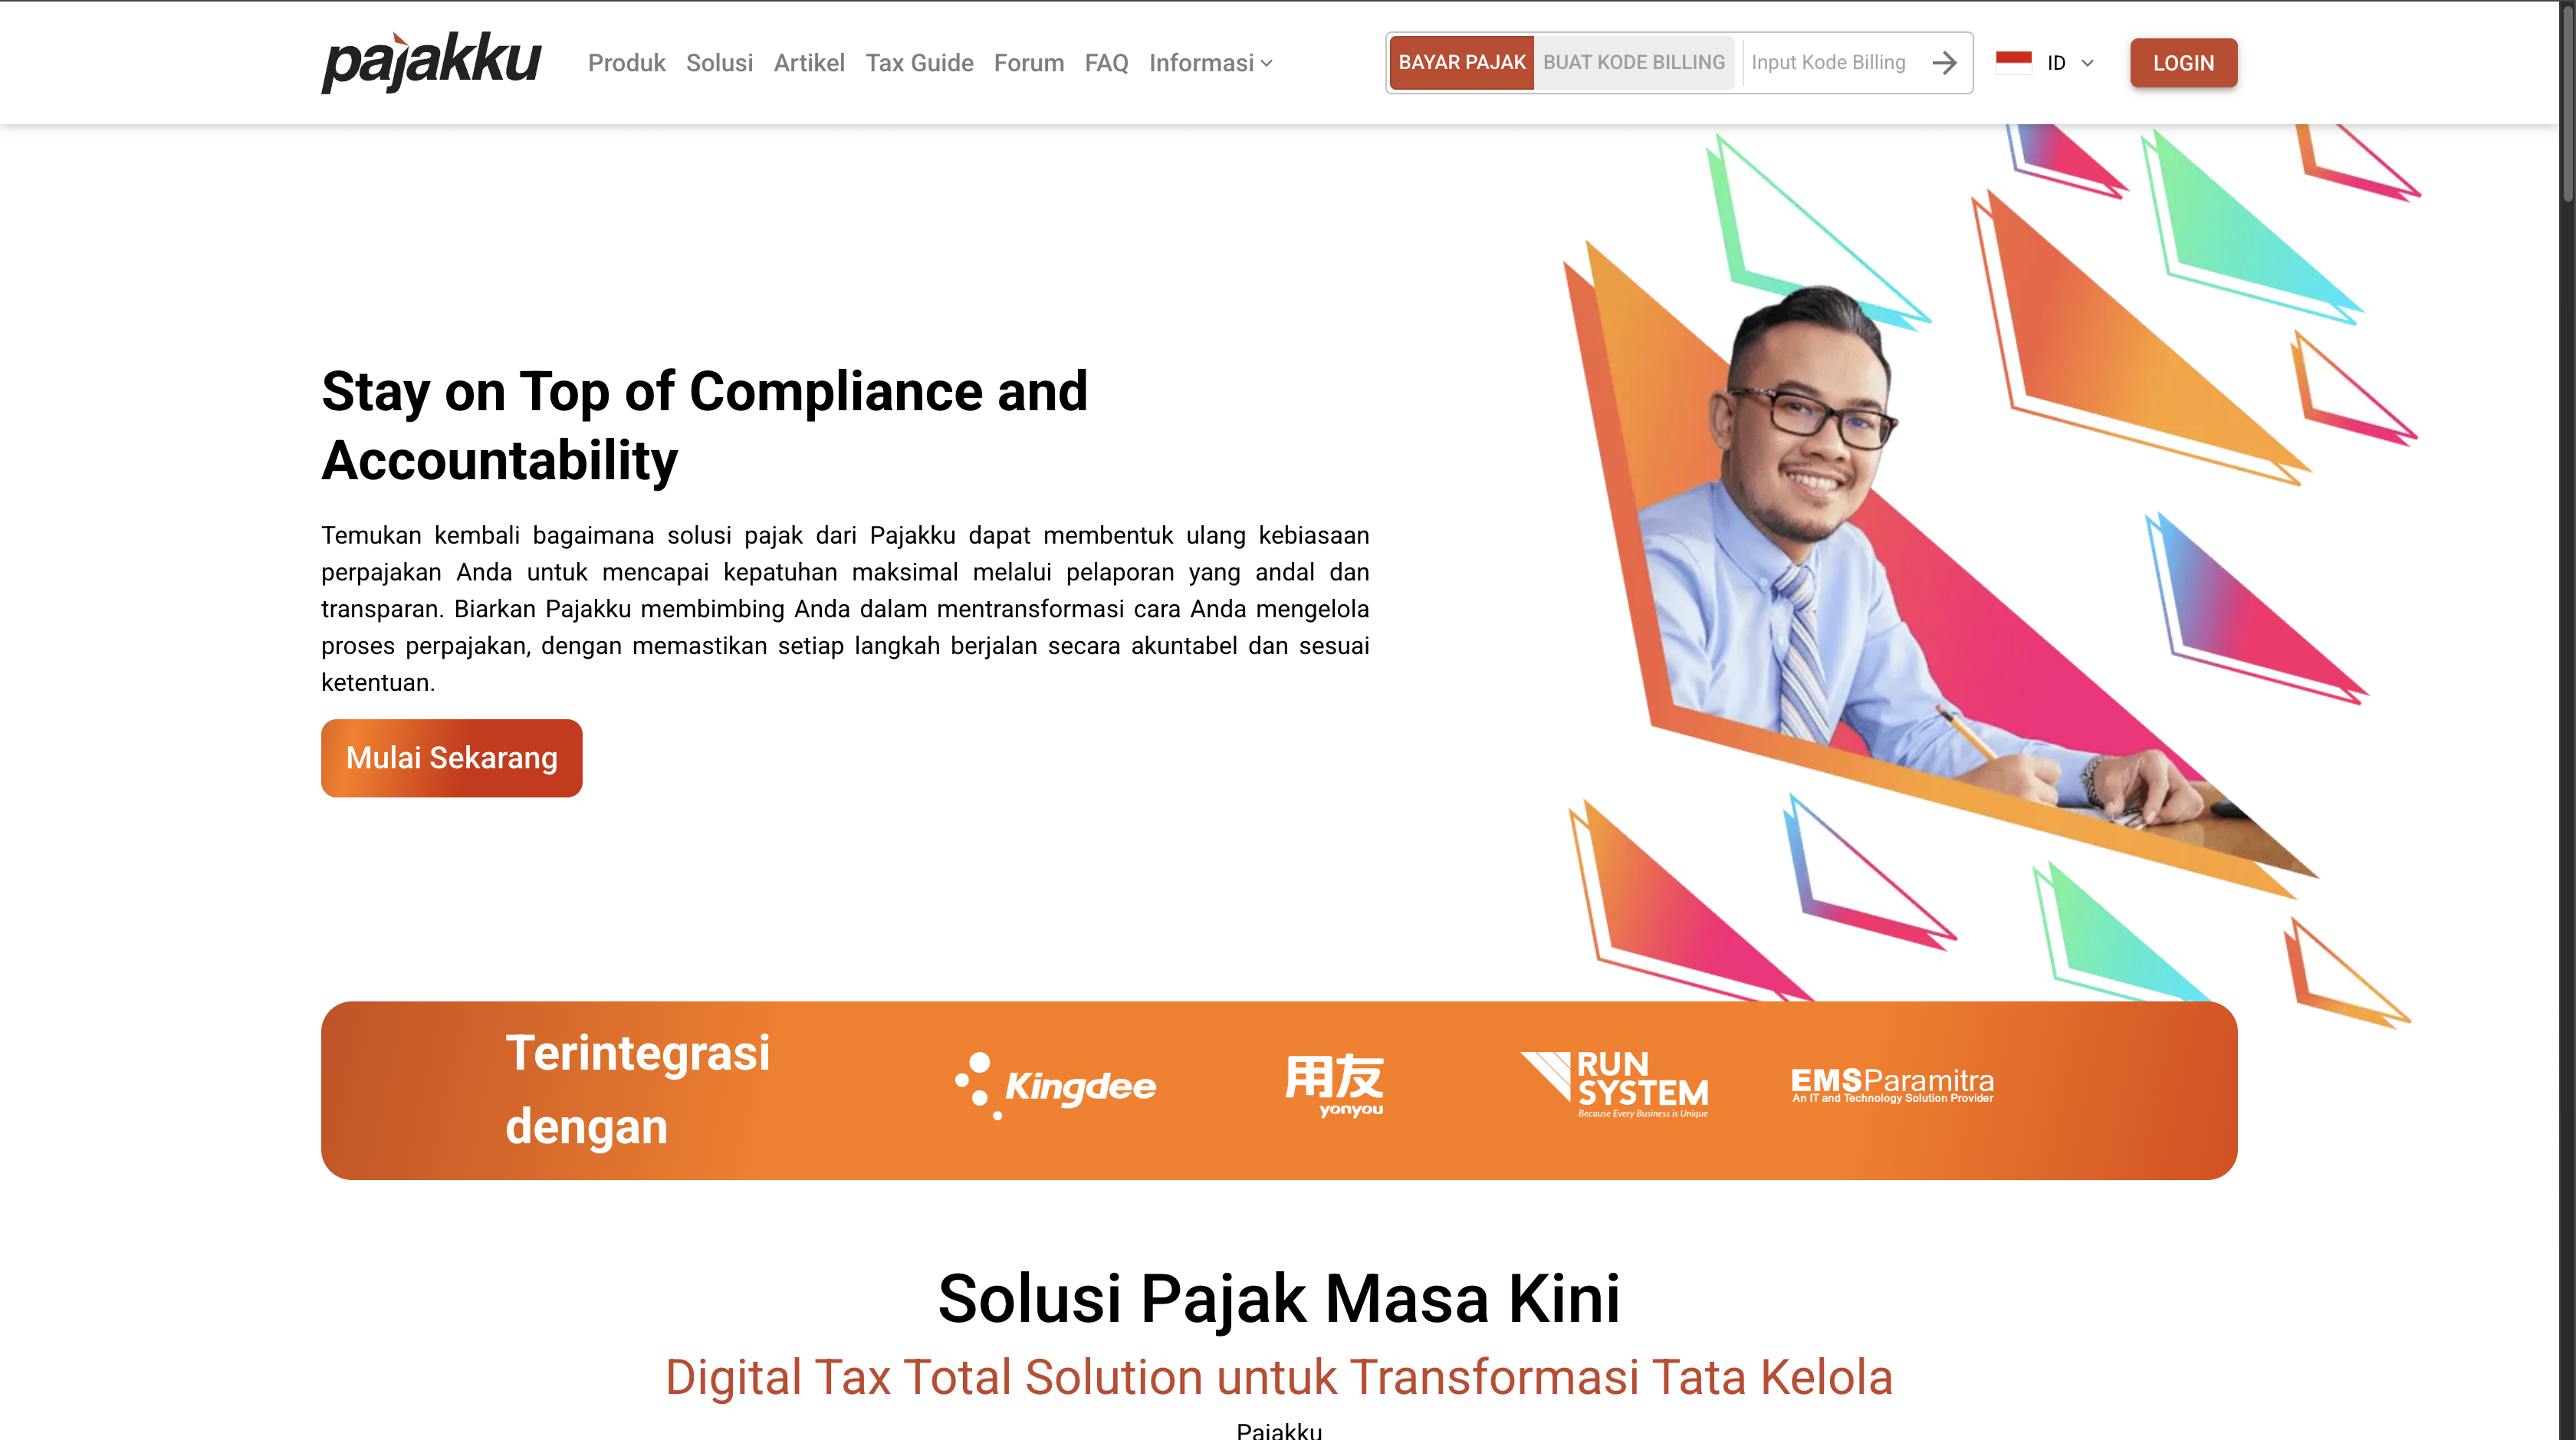 pajakku
Produk Solusi Artikel Tax Guide Forum FAQ Informasi
BAYAR PAJAK BUAT KODE BILLING Input Kode Billing
ID
LOGIN
Stay on Top of Compliance and
Accountability
Temukan kembali bagaimana solusi pajak dari Pajakku dapat membentuk ulang kebiasaan
perpajakan Anda untuk mencapai kepatuhan maksimal melalui pelaporan yang andal dan
transparan. Biarkan Pajakku membimbing Anda dalam mentransformasi cara Anda mengelola
proses perpajakan, dengan memastikan setiap langkah berjalan secara akuntabel dan sesuai
ketentuan.
Mulai Sekarang
Terintegrasi
dengan
Kingdee
用友
yonyou
RUN
SYSTEM
Because Every Business is Unique
EMSParamitra
An IT and Technology Solution Provider
Solusi Pajak Masa Kini
Digital Tax Total Solution untuk Transformasi Tata Kelola
Pajakku